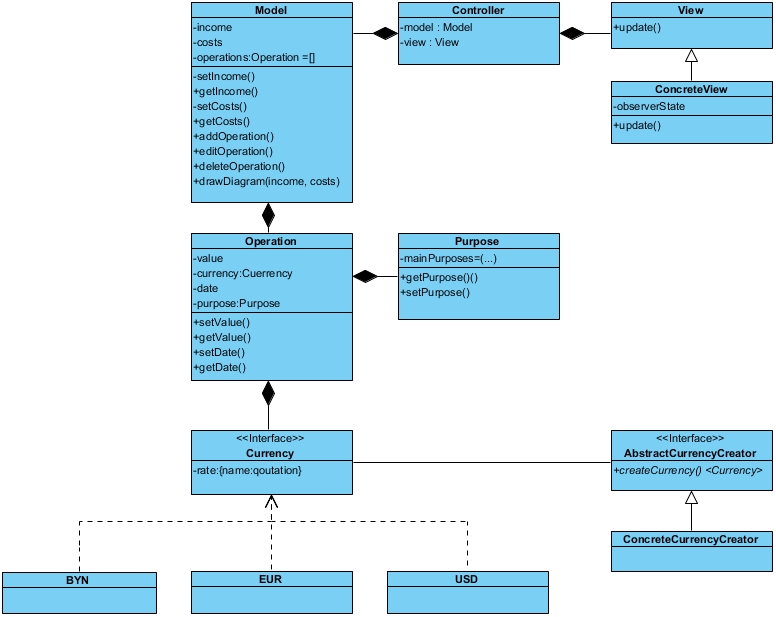 Model
-income
-costs
-operations:Operation =[]
-setIncome()
+getIncome()
-setCosts()
+getCosts()
+addOperation()
+editOperation()
+deleteOperation()
+drawDiagram(income, costs)
Controller
-model : Model
-view : View
View
+update()
ConcreteView
-observerState
+update()
Operation
-value
-currency:Cuerrency
-date
-purpose:Purpose
+setValue()
+getValue()
+setDate()
+getDate()
Purpose
-mainPurposes=(...)
+getPurpose()()
+setPurpose()
<<Interface>>
Currency
-rate:{name:qoutation}
<<Interface>>
AbstractCurrencyCreator
+createCurrency() <Currency>
ConcreteCurrencyCreator
BYN
EUR
USD